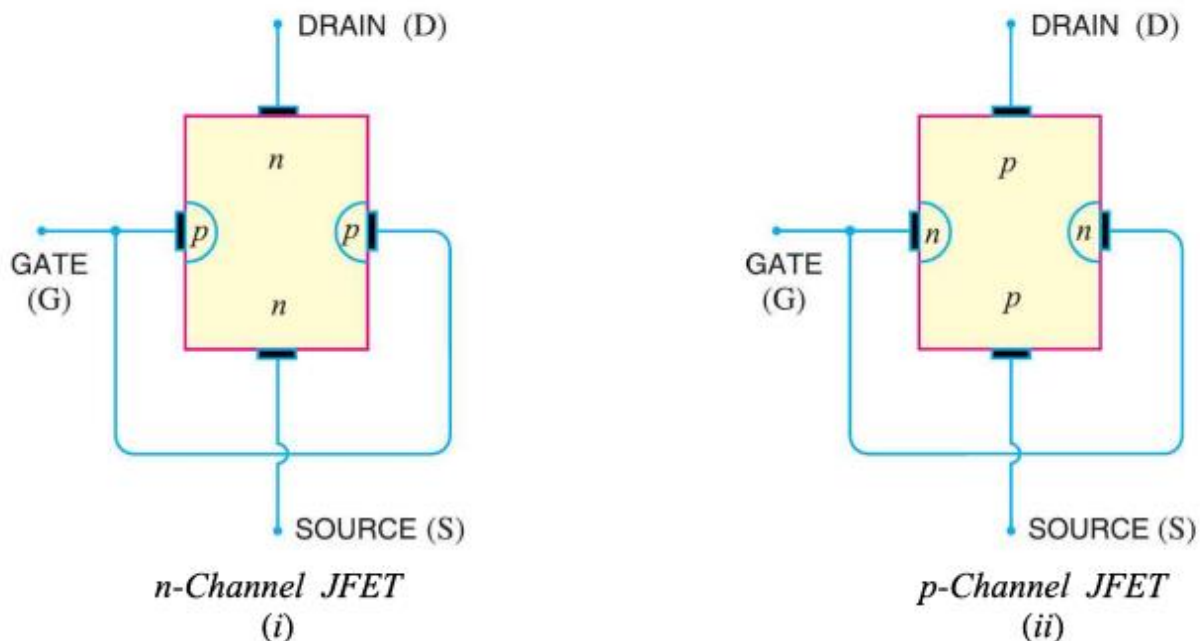 DRAIN (D)
n
p
p
GATE
(G)
n
SOURCE (S)
n-Channel JFET
(i)
DRAIN (D)
p
n
n
GATE
(G)
p
SOURCE (S)
p-Channel JFET
(ii)